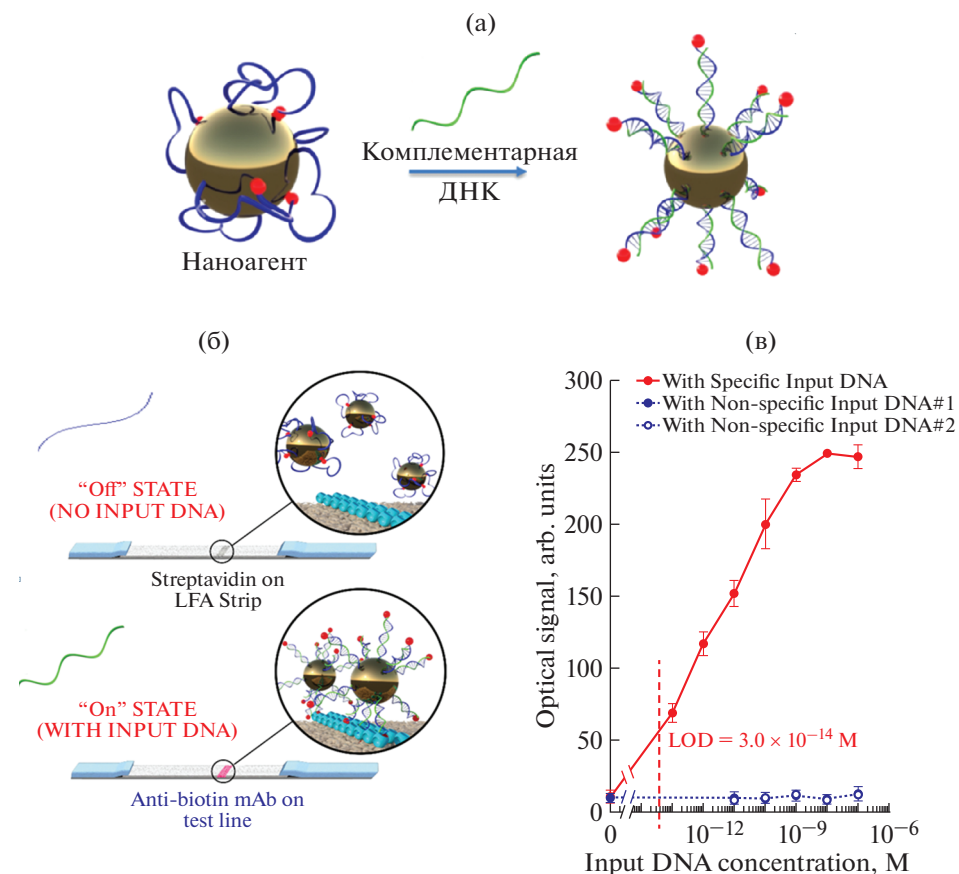 (а)
Комплементарная
ДНК
Наноагент
(б)
“Off” STATE
(NO INPUT DNA)
Streptavidin on
LFA Strip
“On” STATE
(WITH INPUT DNA)
Anti-biotin mAb on
test line
(в)
With Specific Input DNA
With Non-specific Input DNA#1
With Non-specific Input DNA#2
Optical signal, arb. units
300
250
200
150
100
50
0
LOD = 3.0 × 10⁻¹⁴ M
0 10⁻¹² 10⁻⁹ 10⁻⁶
Input DNA concentration, M